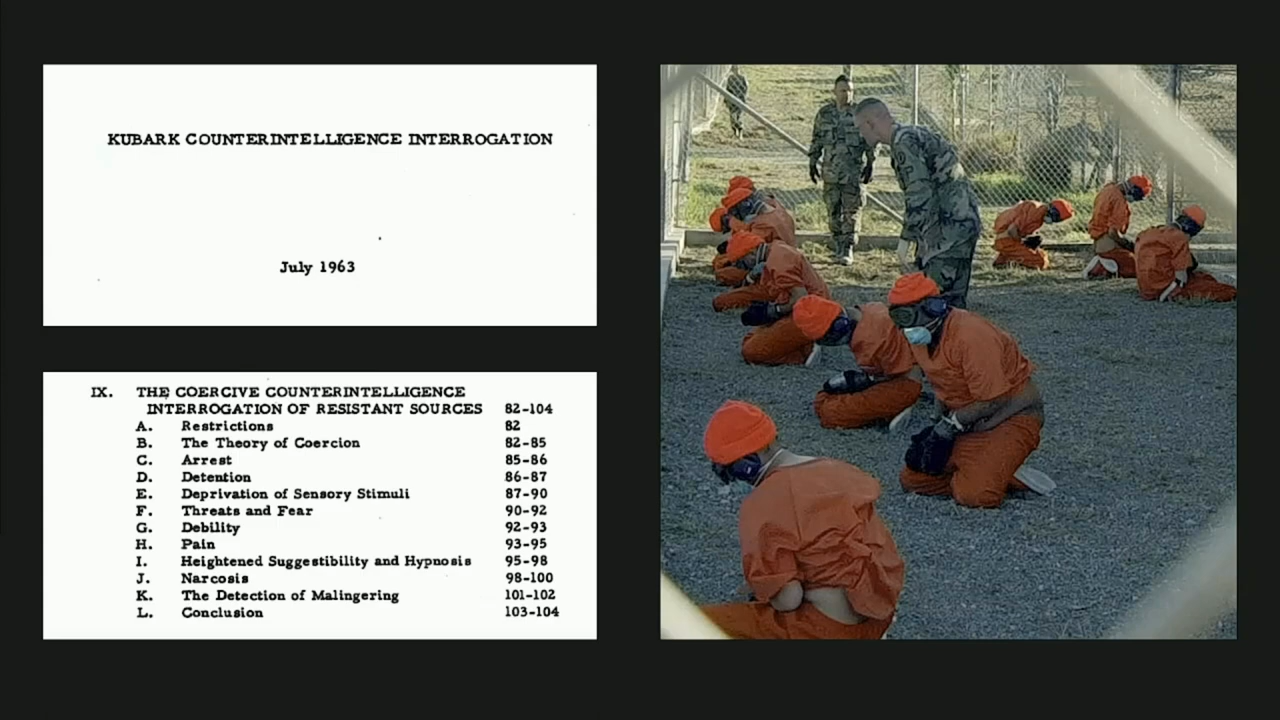 KUBARK COUNTERINTELLIGENCE INTERROGATION
July 1963
IX. THE COERCIVE COUNTERINTELLIGENCE
INTERROGATION OF RESISTANT SOURCES 82-104
A. Restrictions 82
B. The Theory of Coercion 82-85
C. Arrest 85-86
D. Detention 86-87
E. Deprivation of Sensory Stimuli 87-90
F. Threats and Fear 90-92
G. Debility 92-93
H. Pain 93-95
I. Heightened Suggestibility and Hypnosis 95-98
J. Narcosis 98-100
K. The Detection of Malingering 101-102
L. Conclusion 103-104